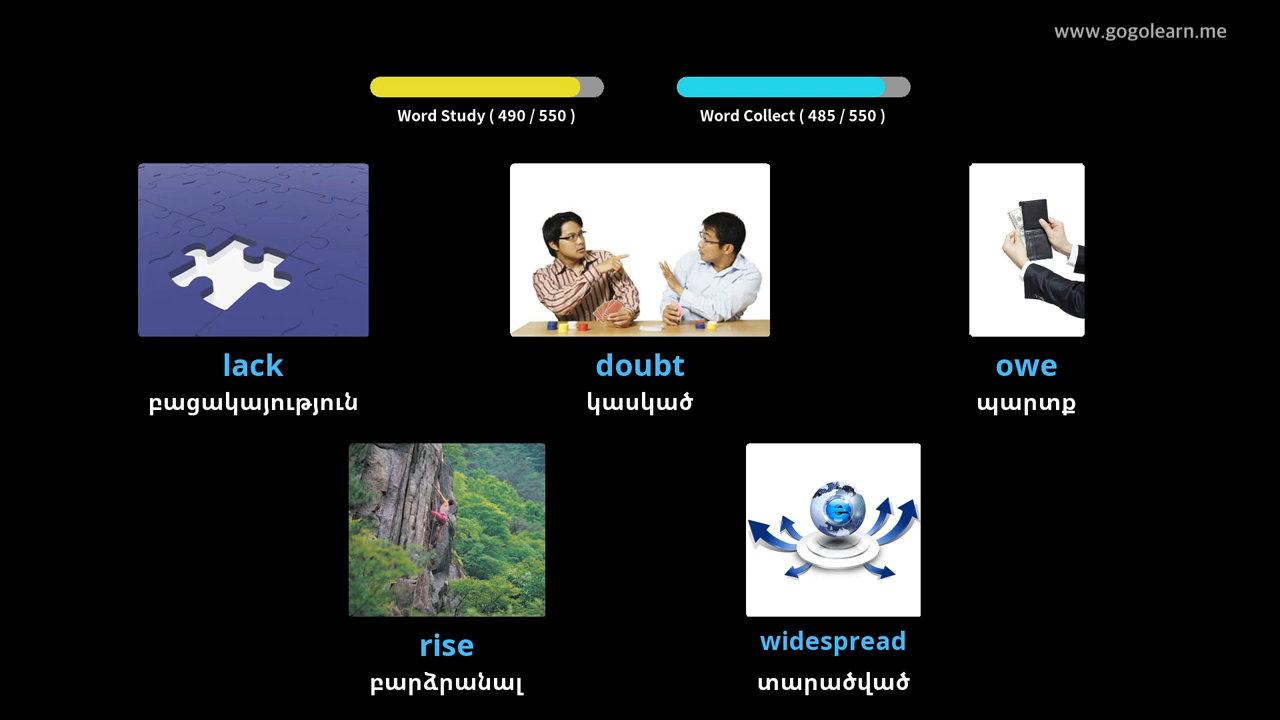 www.gogolearn.me
Word Study ( 490 / 550 )
Word Collect ( 485 / 550 )
lack
բացակայություն
doubt
կասկած
owe
պարտք
e
rise
բարձրանալ
widespread
տարածված